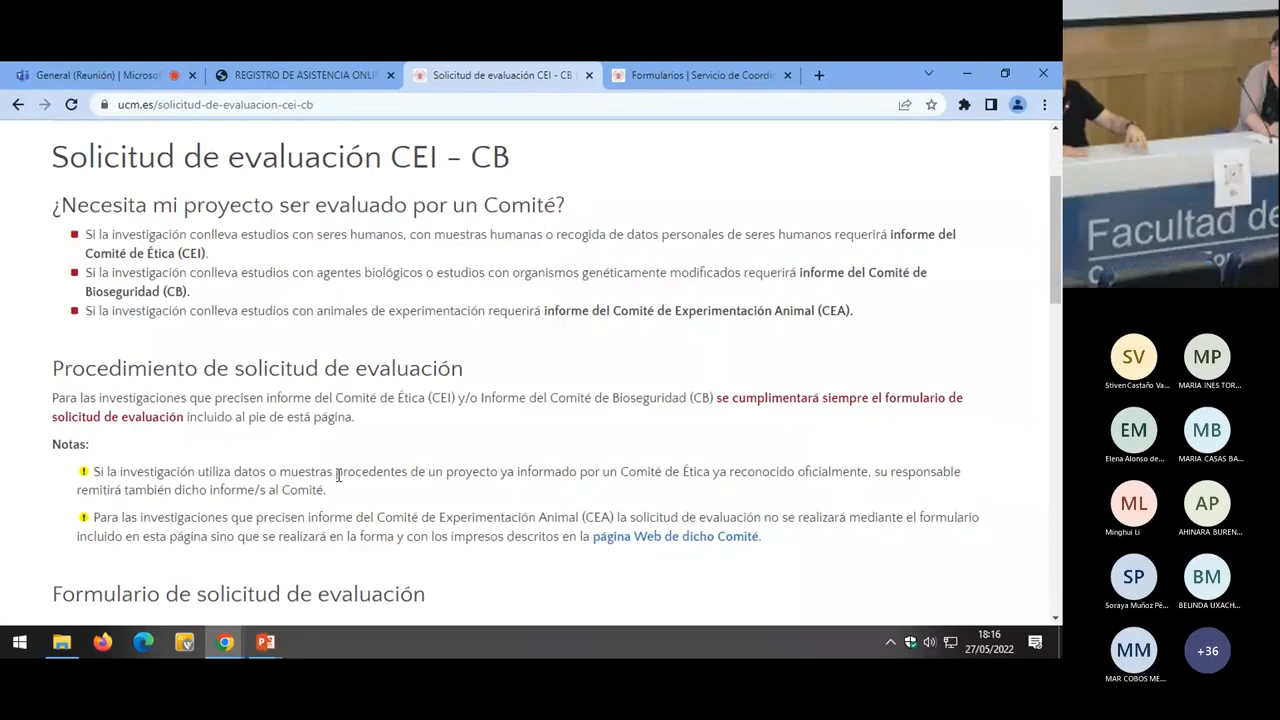 General (Reunión) | Microsof
REGISTRO DE ASISTENCIA ONLI
Solicitud de evaluación CEI - CB
Formularios | Servicio de Coordi
ucm.es/solicitud-de-evaluacion-cei-cb
Solicitud de evaluación CEI – CB
¿Necesita mi proyecto ser evaluado por un Comité?
Si la investigación conlleva estudios con seres humanos, con muestras humanas o recogida de datos personales de seres humanos requerirá informe del
Comité de Ética (CEI).
Si la investigación conlleva estudios con agentes biológicos o estudios con organismos genéticamente modificados requerirá informe del Comité de
Bioseguridad (CB).
Si la investigación conlleva estudios con animales de experimentación requerirá informe del Comité de Experimentación Animal (CEA).
Procedimiento de solicitud de evaluación
Para las investigaciones que precisen informe del Comité de Ética (CEI) y/o Informe del Comité de Bioseguridad (CB) se cumplimentará siempre el formulario de
solicitud de evaluación incluido al pie de está página.
Notas:
Si la investigación utiliza datos o muestras procedentes de un proyecto ya informado por un Comité de Ética ya reconocido oficialmente, su responsable
remitirá también dicho informe/s al Comité.
Para las investigaciones que precisen informe del Comité de Experimentación Animal (CEA) la solicitud de evaluación no se realizará mediante el formulario
incluido en esta página sino que se realizará en la forma y con los impresos descritos en la página Web de dicho Comité.
Formulario de solicitud de evaluación
18:16
27/05/2022
Facultad de
SV
Stiven Castaño Va...
MP
MARIA INES TOR...
EM
Elena Alonso de...
MB
MARIA CASAS BA...
ML
Minghui Li
AP
AHINARA BUREN...
SP
Soraya Muñoz Pé...
BM
BELINDA UXACH...
MM
MAR COBOS ME...
+36